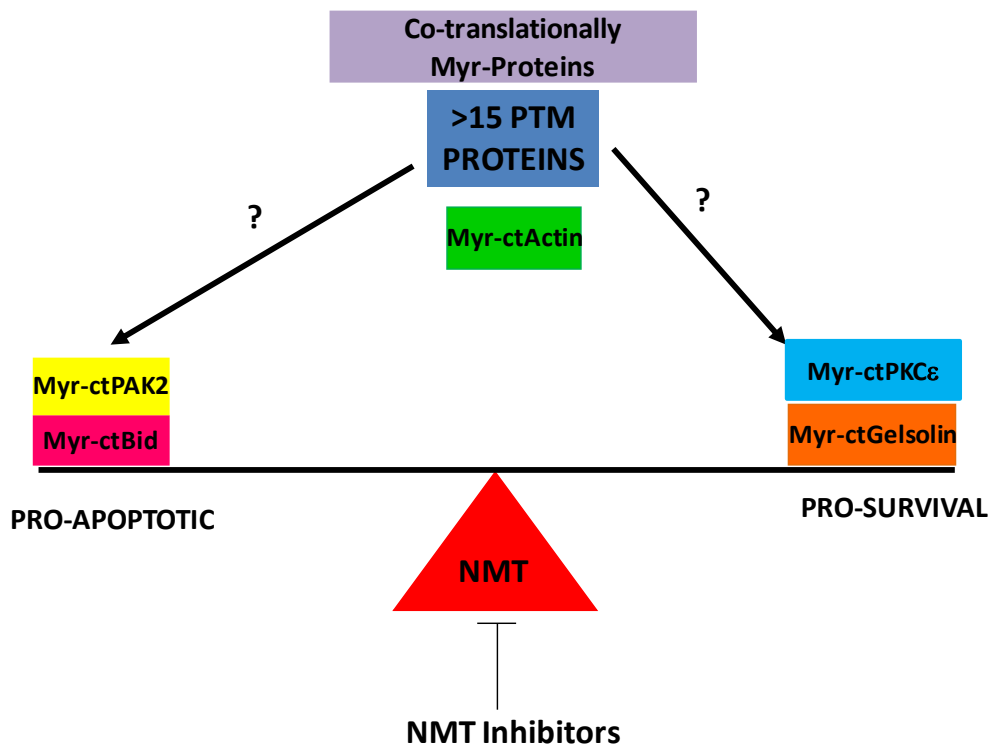 Co-translationally
Myr-Proteins
>15 PTM
PROTEINS
?
?
Myr-ctActin
Myr-ctPAK2
Myr-ctBid
Myr-ctPKCε
Myr-ctGelsolin
PRO-APOPTOTIC
PRO-SURVIVAL
NMT
NMT Inhibitors